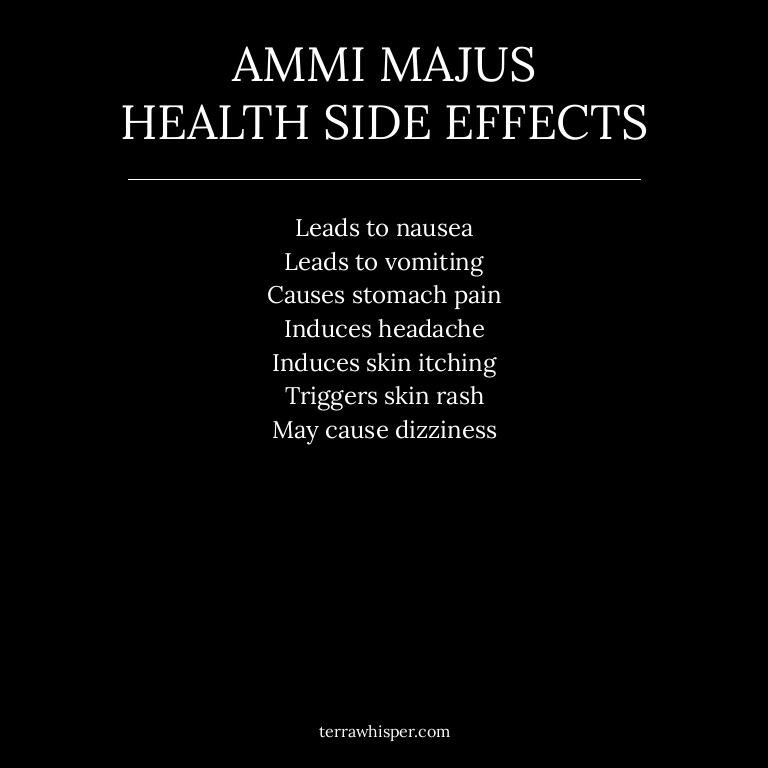 AMMI MAJUS
HEALTH SIDE EFFECTS
Leads to nausea
Leads to vomiting
Causes stomach pain
Induces headache
Induces skin itching
Triggers skin rash
May cause dizziness
terrawhisper.com